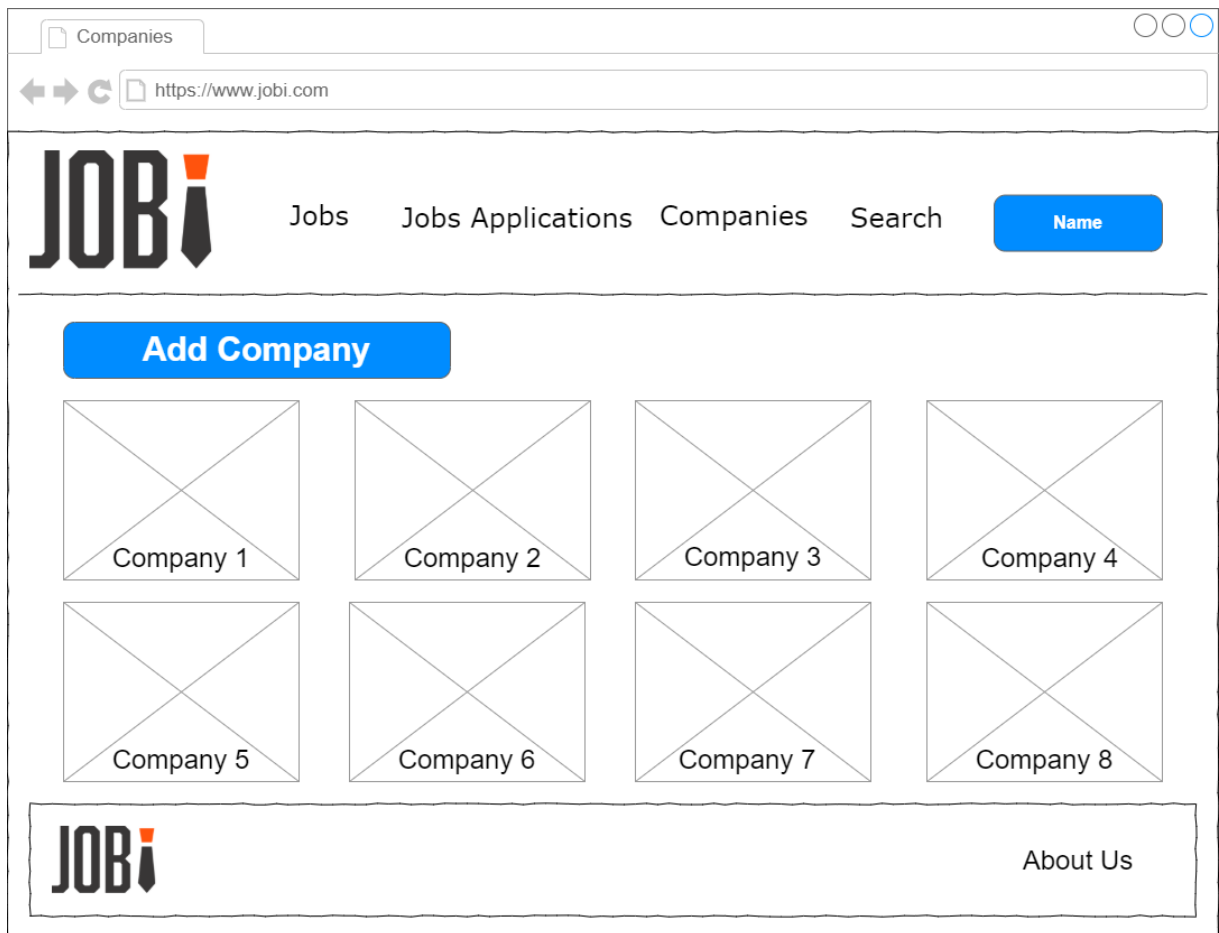 Companies
https://www.jobi.com
JOBi
Jobs Jobs Applications Companies Search Name
Add Company
Company 1 Company 2 Company 3 Company 4
Company 5 Company 6 Company 7 Company 8
JOBi About Us